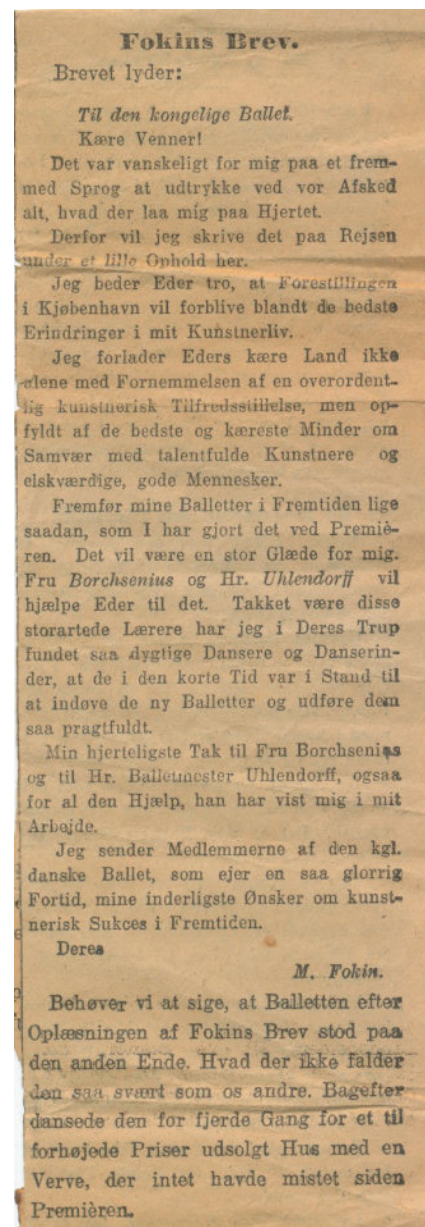 Fokins Brev.
Brevet lyder:
Til den kongelige Ballet.
Kære Venner!
Det var vanskeligt for mig paa et frem-
med Sprog at udtrykke ved vor Afsked
alt, hvad der laa mig paa Hjertet.
Derfor vil jeg skrive det paa Rejsen
under et lille Ophold her.
Jeg beder Eder tro, at Forestillingen
i Kjøbenhavn vil forblive blandt de bedste
Erindringer i mit Kunstnerliv.
Jeg forlader Eders kære Land ikke
alene med Fornemmelsen af en overordent-
lig kunstnerisk Tilfredsstillelse, men op-
fyldt af de bedste og kæreste Minder om
Samvær med talentfulde Kunstnere og
elskværdige, gode Mennesker.
Fremfør mine Balletter i Fremtiden lige
saadan, som I har gjort det ved Premiè-
ren. Det vil være en stor Glæde for mig.
Fru Borchsenius og Hr. Uhlendorff vil
hjælpe Eder til det. Takket være disse
storartede Lærere har jeg i Deres Trup
fundet saa dygtige Dansere og Danserin-
der, at de i den korte Tid var i Stand til
at indøve de ny Balletter og udføre dem
saa pragtfuldt.
Min hjerteligste Tak til Fru Borchsenius
og til Hr. Balletmester Uhlendorff, ogsaa
for al den Hjælp, han har vist mig i mit
Arbejde.
Jeg sender Medlemmerne af den kgl.
danske Ballet, som ejer en saa glorrig
Fortid, mine inderligste Ønsker om kunst-
nerisk Sukces i Fremtiden.
Deres
M. Fokin.
Behøver vi at sige, at Balletten efter
Oplæsningen af Fokins Brev stod paa
den anden Ende. Hvad der ikke falder
den saa svært som os andre. Bagefter
dansede den for fjerde Gang for et til
forhøjede Priser udsolgt Hus med en
Verve, der intet havde mistet siden
Premièren.